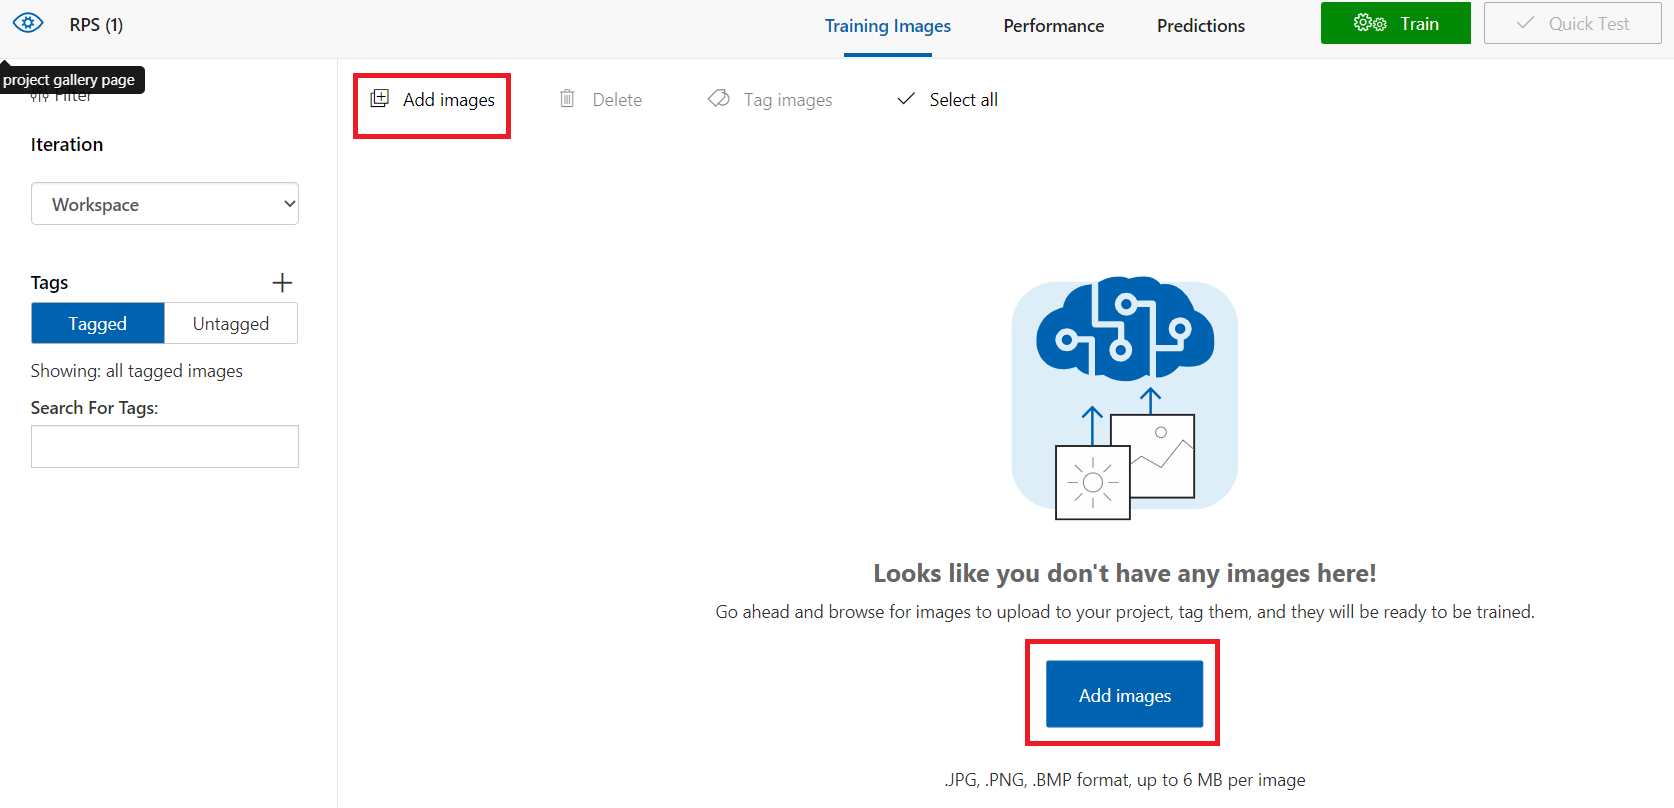 RPS (1)
Training Images
Performance
Predictions
Train
Quick Test
project gallery page
Filter
Add images
Delete
Tag images
Select all
Iteration
Workspace
Tags
Tagged
Untagged
Showing: all tagged images
Search For Tags:
Looks like you don't have any images here!
Go ahead and browse for images to upload to your project, tag them, and they will be ready to be trained.
Add images
.JPG, .PNG, .BMP format, up to 6 MB per image